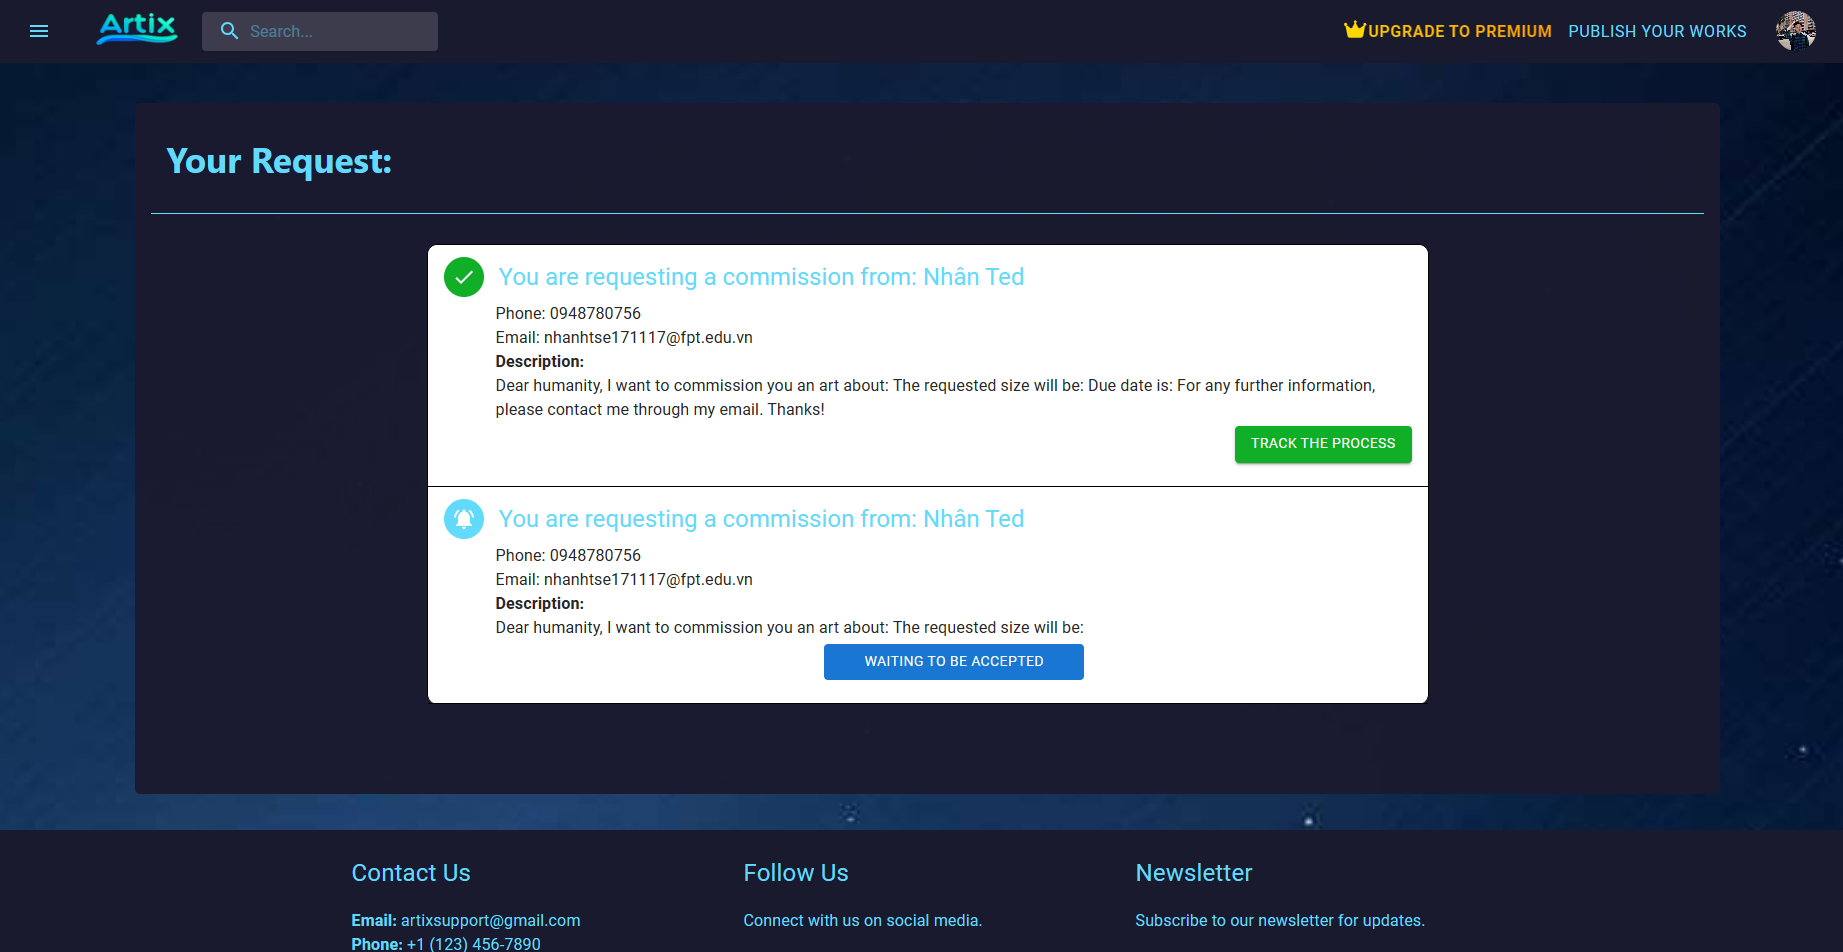 Artix
Search...
UPGRADE TO PREMIUM
PUBLISH YOUR WORKS
Your Request:
You are requesting a commission from: Nhân Ted
Phone: 0948780756
Email: nhanhtse171117@fpt.edu.vn
Description:
Dear humanity, I want to commission you an art about: The requested size will be: Due date is: For any further information,
please contact me through my email. Thanks!
TRACK THE PROCESS
You are requesting a commission from: Nhân Ted
Phone: 0948780756
Email: nhanhtse171117@fpt.edu.vn
Description:
Dear humanity, I want to commission you an art about: The requested size will be:
WAITING TO BE ACCEPTED
Contact Us
Follow Us
Newsletter
Email: artixsupport@gmail.com
Connect with us on social media.
Subscribe to our newsletter for updates.
Phone: +1 (123) 456-7890